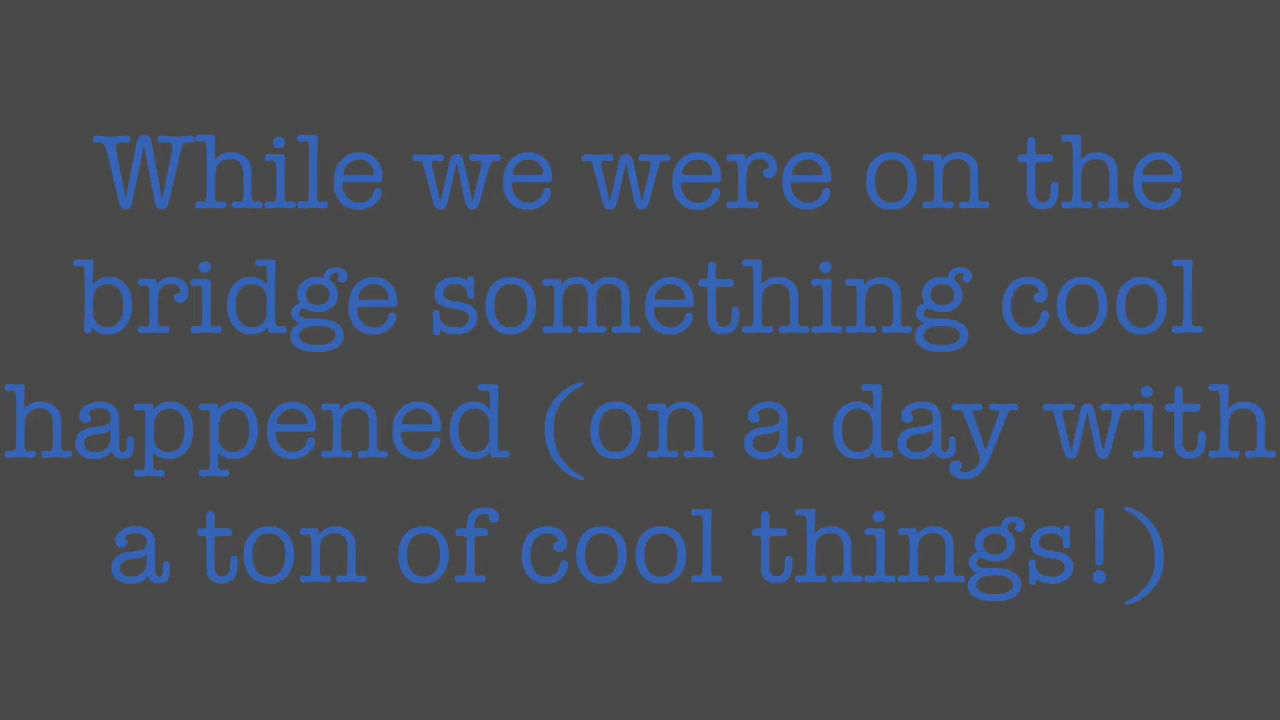 While we were on the
bridge something cool
happened (on a day with
a ton of cool things!)